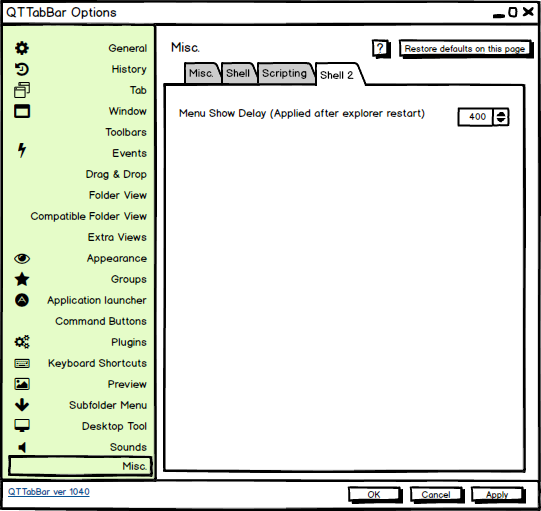 QTTabBar Options
General
History
Tab
Window
Toolbars
Events
Drag & Drop
Folder View
Compatible Folder View
Extra Views
Appearance
Groups
Application launcher
Command Buttons
Plugins
Keyboard Shortcuts
Preview
Subfolder Menu
Desktop Tool
Sounds
Misc.
Misc.
?
Restore defaults on this page
Misc. Shell Scripting Shell 2
Menu Show Delay (Applied after explorer restart) 400
QTTabBar ver 1040
OK Cancel Apply